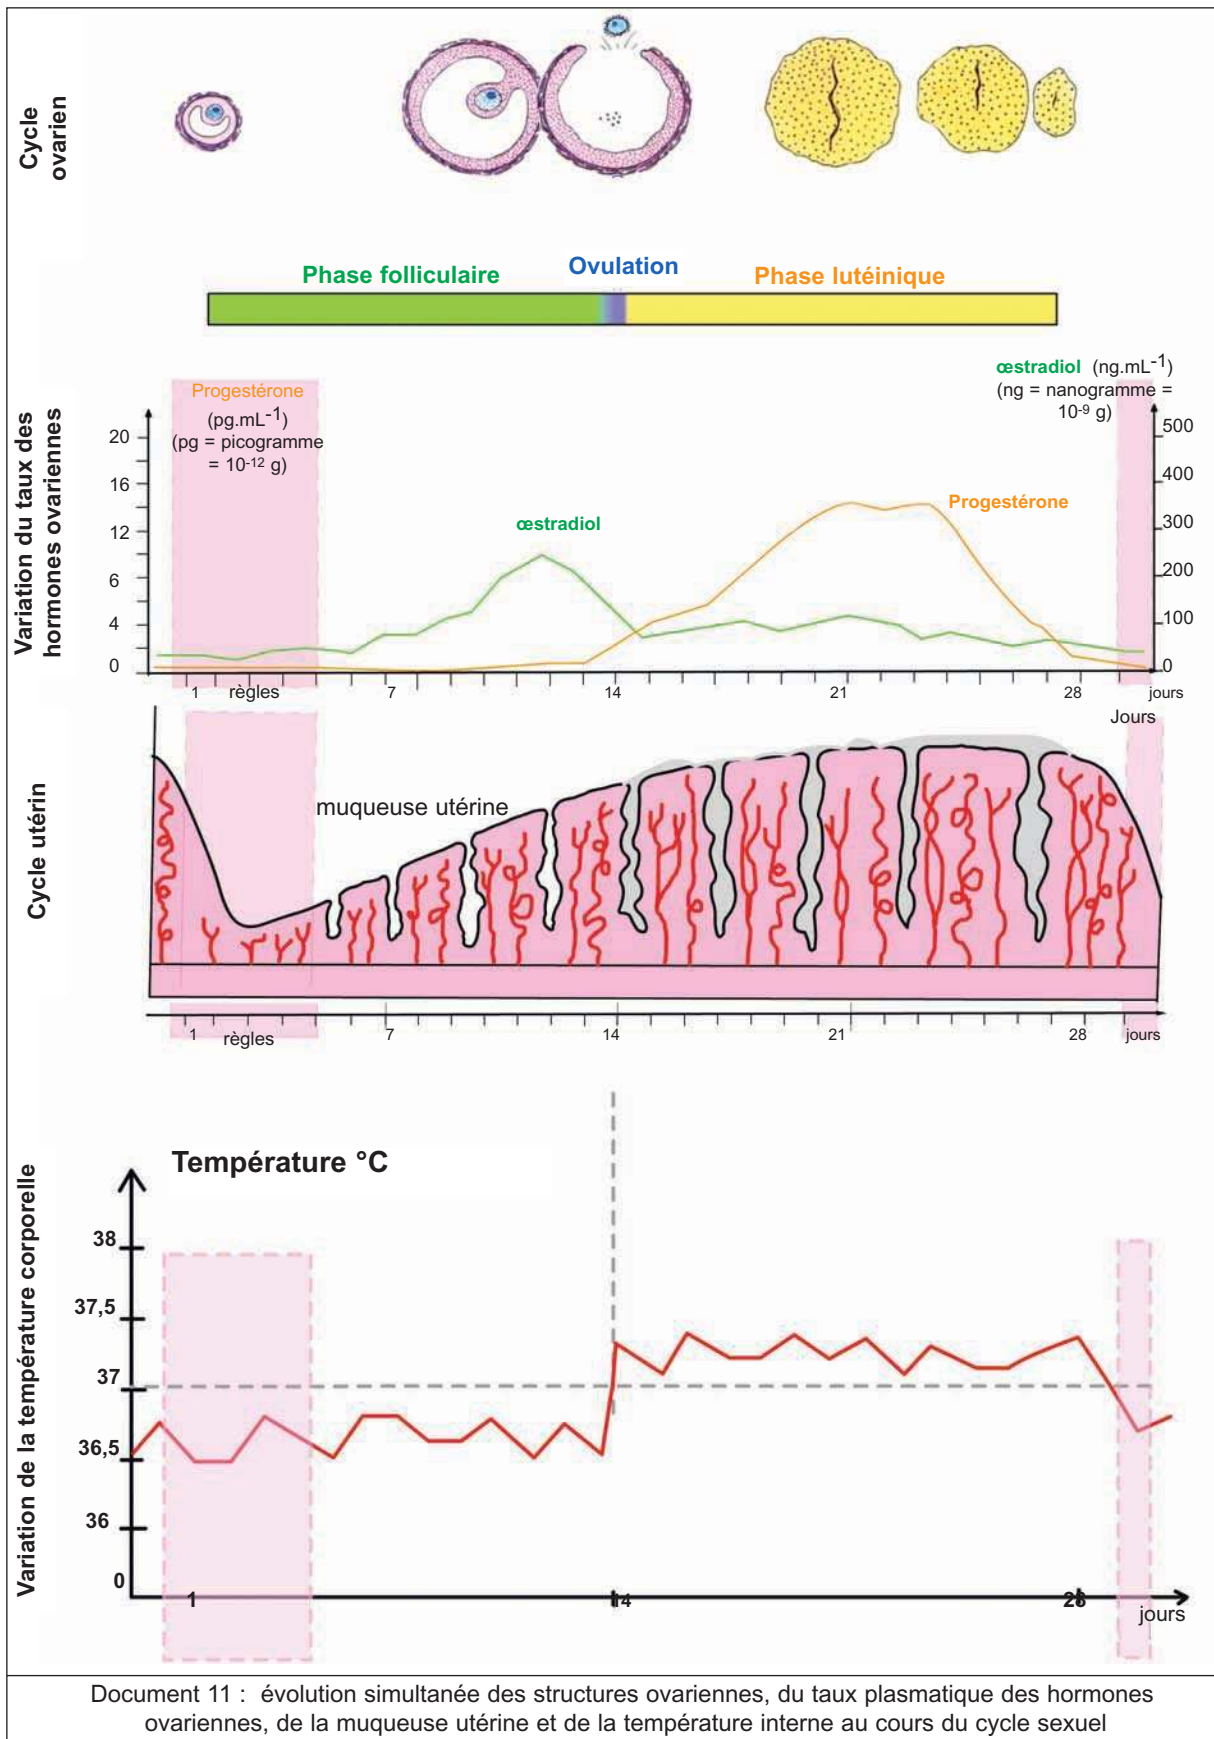 Cycle
ovarien
Phase folliculaire
Ovulation
Phase lutéinique
Variation du taux des
hormones ovariennes
Progestérone
(pg.mL-1)
(pg = picogramme
= 10-12 g)
œstradiol (ng.mL-1)
(ng = nanogramme =
10-9 g)
20
16
12
6
4
0
500
400
300
200
100
0
œstradiol
Progestérone
1
règles
7
14
21
28
jours
Jours
Cycle utérin
muqueuse utérine
1
règles
7
14
21
28
jours
Variation de la température corporelle
Température °C
38
37,5
37
36,5
36
0
1
14
28
jours
Document 11 : évolution simultanée des structures ovariennes, du taux plasmatique des hormones
ovariennes, de la muqueuse utérine et de la température interne au cours du cycle sexuel